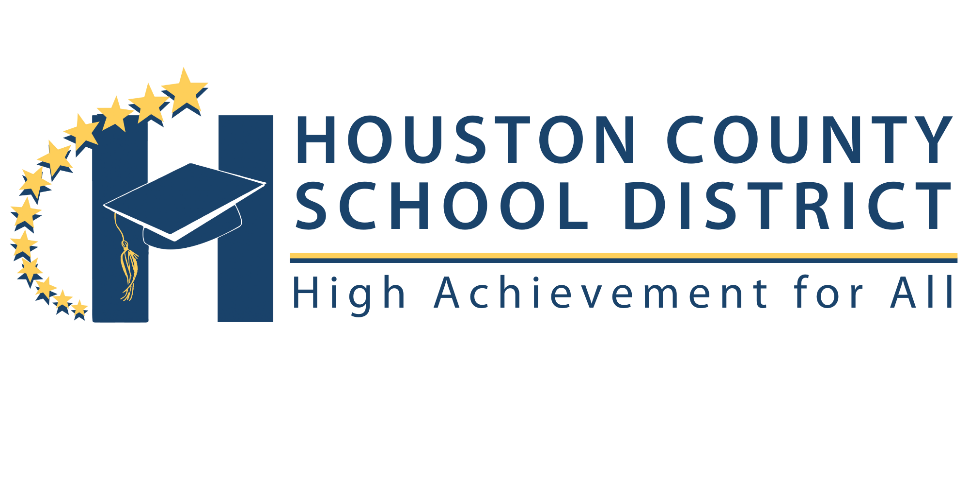 HOUSTON COUNTY
SCHOOL DISTRICT
High Achievement for All